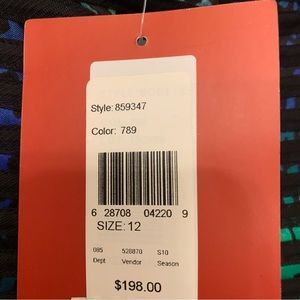 Style: 859347
Color: 789
6 28708 04220 9
SIZE: 12
085 528870 S10
Dept Vendor Season
$198.00